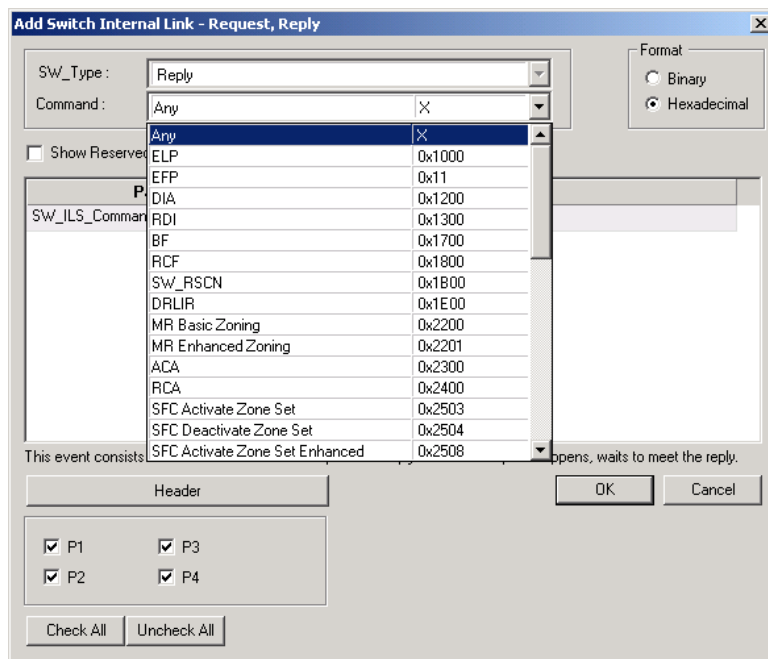 Add Switch Internal Link - Request, Reply
Format
SW_Type : Reply
Binary
Command : Any X
Hexadecimal
Any X
Show Reserved
ELP 0x1000
EFP 0x11
DIA 0x1200
SW_ILS_Comman
RDI 0x1300
BF 0x1700
RCF 0x1800
SW_RSCN 0x1B00
DRLIR 0x1E00
MR Basic Zoning 0x2200
MR Enhanced Zoning 0x2201
ACA 0x2300
RCA 0x2400
SFC Activate Zone Set 0x2503
SFC Deactivate Zone Set 0x2504
SFC Activate Zone Set Enhanced 0x2508
This event consists ppens, waits to meet the reply.
Header
OK
Cancel
P1 P3
P2 P4
Check All Uncheck All